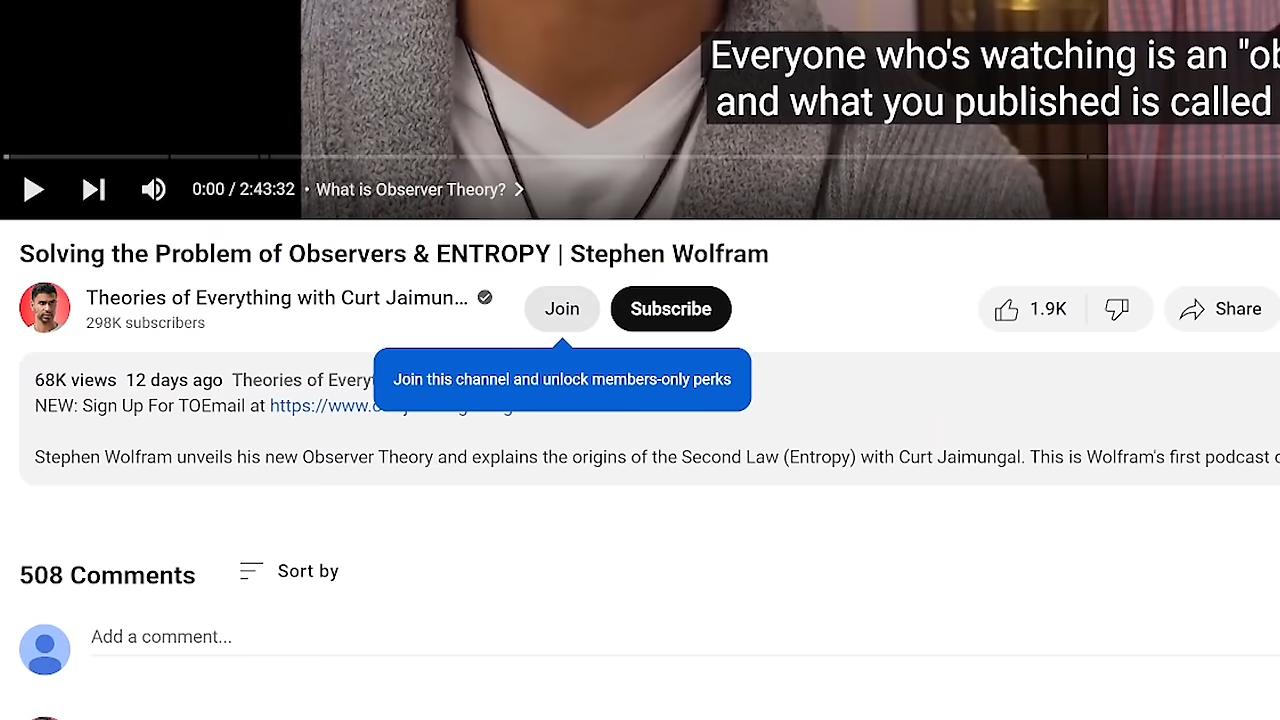 Everyone who's watching is an "ob
and what you published is called
0:00 / 2:43:32 • What is Observer Theory?
Solving the Problem of Observers & ENTROPY | Stephen Wolfram
Theories of Everything with Curt Jaimun...
298K subscribers
Join
Subscribe
1.9K
Share
Join this channel and unlock members-only perks
68K views 12 days ago Theories of Every
NEW: Sign Up For TOEmail at https://www.
Stephen Wolfram unveils his new Observer Theory and explains the origins of the Second Law (Entropy) with Curt Jaimungal. This is Wolfram's first podcast
508 Comments
Sort by
Add a comment...